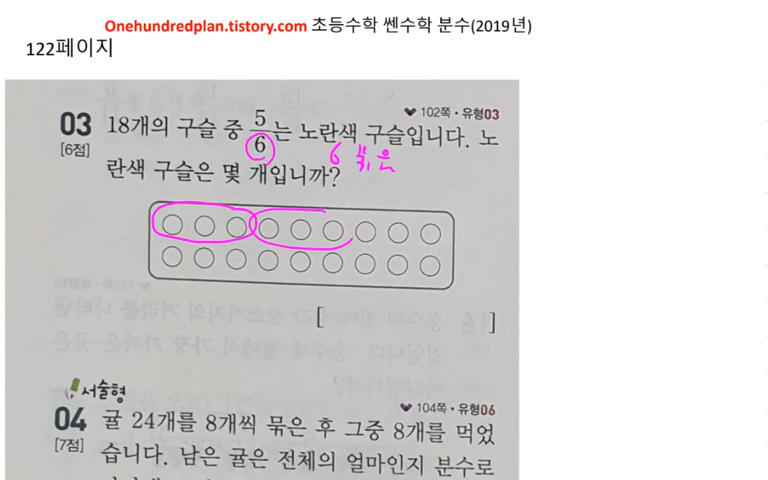 Onehundredplan.tistory.com 초등수학 쎈수학 분수(2019년)
122페이지
102쪽·유형03
03 18개의 구슬 중 5/6는 노란색 구슬입니다. 노
[6점] 란색 구슬은 몇 개입니까?
6 묶은
[ ]
서술형
104쪽·유형06
04 귤 24개를 8개씩 묶은 후 그중 8개를 먹었
[7점] 습니다. 남은 귤은 전체의 얼마인지 분수로